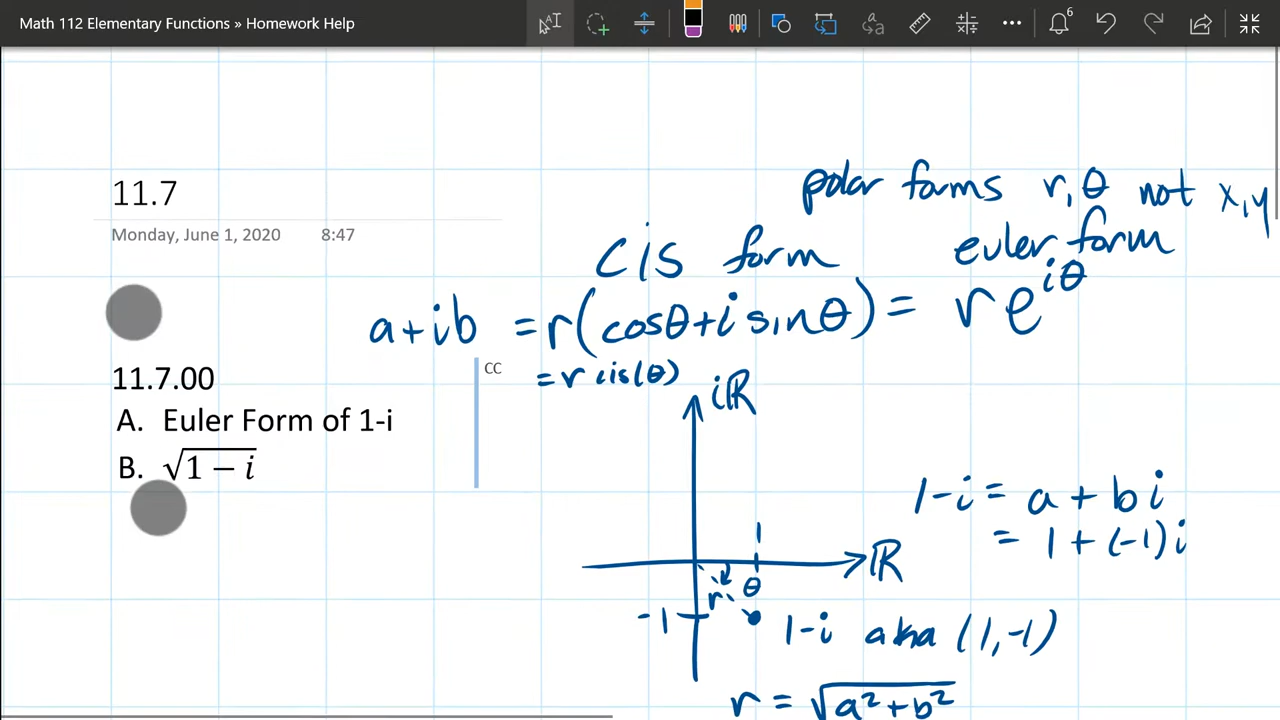 Math 112 Elementary Functions » Homework Help
6
11.7
Monday, June 1, 2020 8:47
polar forms r, θ not x, y
cis form euler form
a+ib = r(cosθ+i sinθ) = re^{iθ}
= r cis(θ)
11.7.00
A. Euler Form of 1-i
B. √(1 − i)
CC
iℝ
1-i = a + bi
= 1 + (-1)i
1
ℝ
θ
r
-1
1-i aka (1,-1)
r = √(a²+b²)